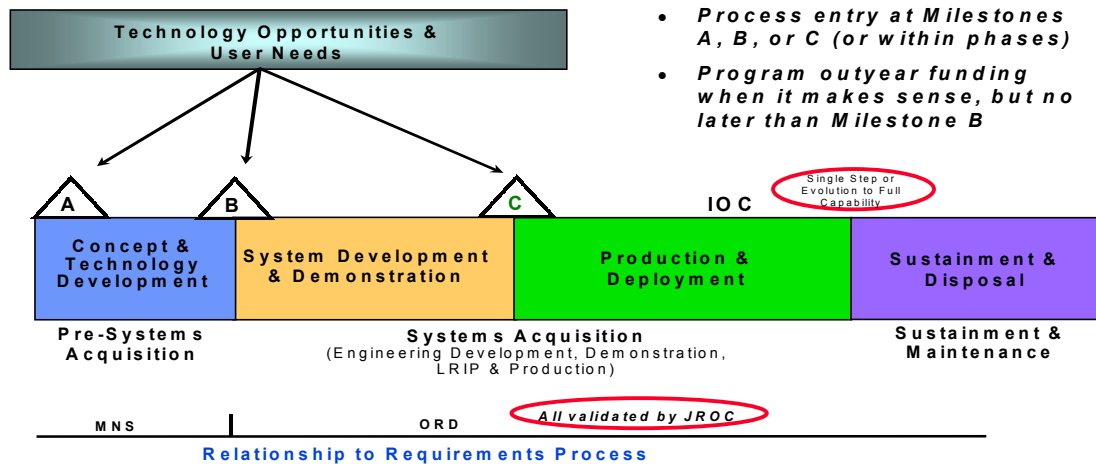 Technology Opportunities &
User Needs
• Process entry at Milestones
A, B, or C (or within phases)
• Program outyear funding
when it makes sense, but no
later than Milestone B
A
B
C
IOC
Single Step or
Evolution to Full
Capability
Concept &
Technology
Development
System Development
& Demonstration
Production &
Deployment
Sustainment &
Disposal
Pre-Systems
Acquisition
Systems Acquisition
(Engineering Development, Demonstration,
LRIP & Production)
Sustainment &
Maintenance
MNS
ORD
All validated by JROC
Relationship to Requirements Process